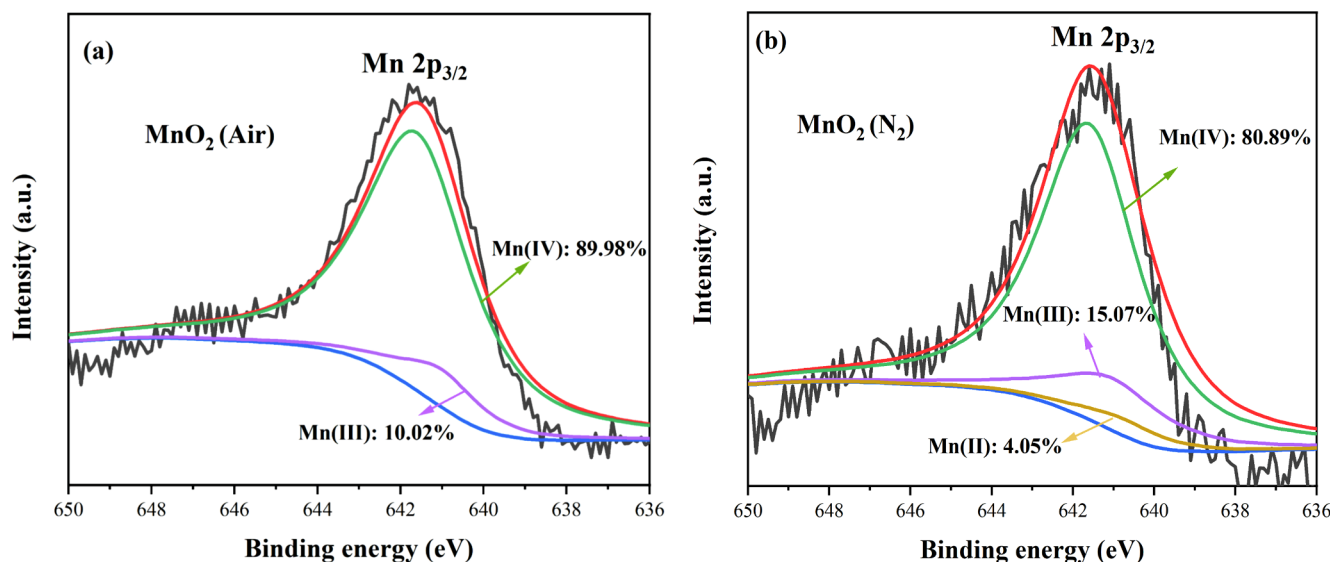 (a)
Mn 2p3/2
MnO2 (Air)
Mn(IV): 89.98%
Mn(III): 10.02%
Intensity (a.u.)
650 648 646 644 642 640 638 636
Binding energy (eV)
(b)
Mn 2p3/2
MnO2 (N2)
Mn(IV): 80.89%
Mn(III): 15.07%
Mn(II): 4.05%
Intensity (a.u.)
650 648 646 644 642 640 638 636
Binding energy (eV)